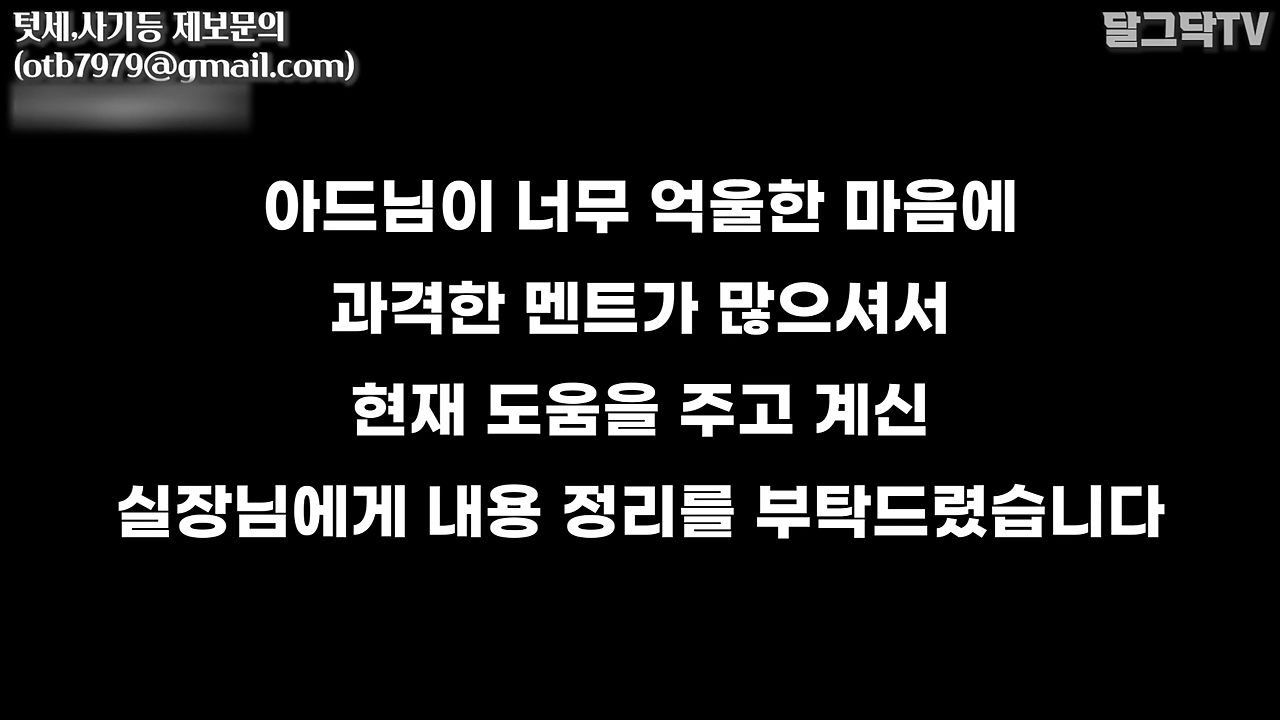 텃세,사기등 제보문의
(otb7979@gmail.com)
달그닥TV
아드님이 너무 억울한 마음에
과격한 멘트가 많으셔서
현재 도움을 주고 계신
실장님에게 내용 정리를 부탁드렸습니다